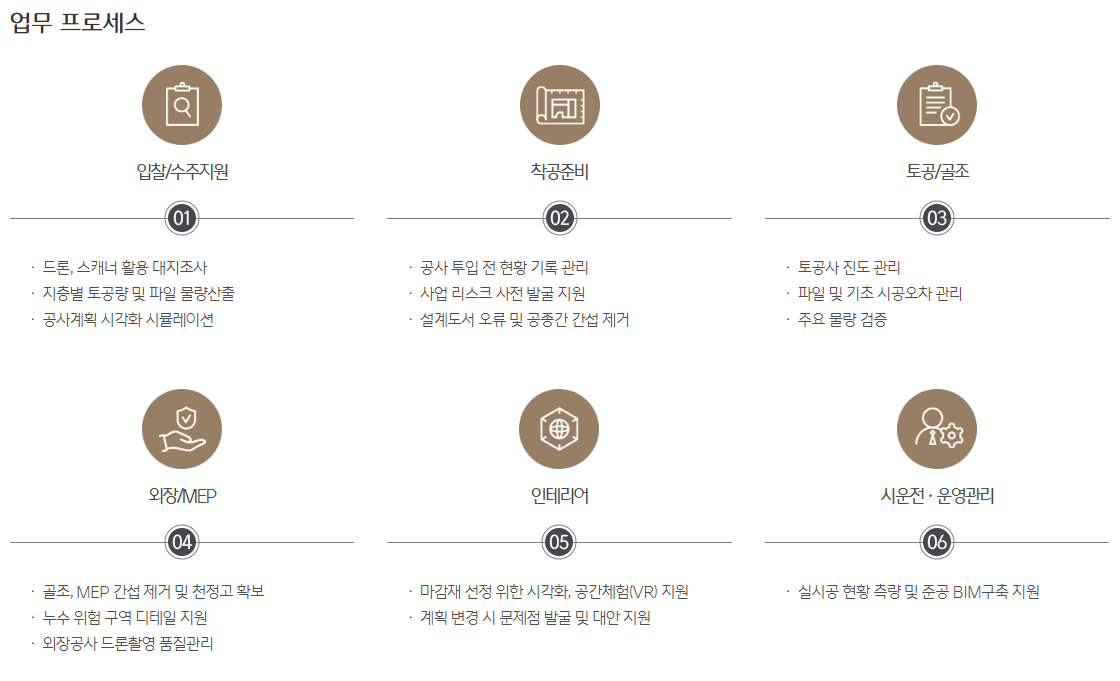 업무 프로세스
입찰/수주지원
01
· 드론, 스캐너 활용 대지조사
· 지층별 토공량 및 파일 물량산출
· 공사계획 시각화 시뮬레이션
착공준비
02
· 공사 투입 전 현황 기록 관리
· 사업 리스크 사전 발굴 지원
· 설계도서 오류 및 공종간 간섭 제거
토공/골조
03
· 토공사 진도 관리
· 파일 및 기초 시공오차 관리
· 주요 물량 검증
외장/MEP
04
· 골조, MEP 간섭 제거 및 천정고 확보
· 누수 위험 구역 디테일 지원
· 외장공사 드론촬영 품질관리
인테리어
05
· 마감재 선정 위한 시각화, 공간체험(VR) 지원
· 계획 변경 시 문제점 발굴 및 대안 지원
시운전 · 운영관리
06
· 실시공 현황 측량 및 준공 BIM구축 지원